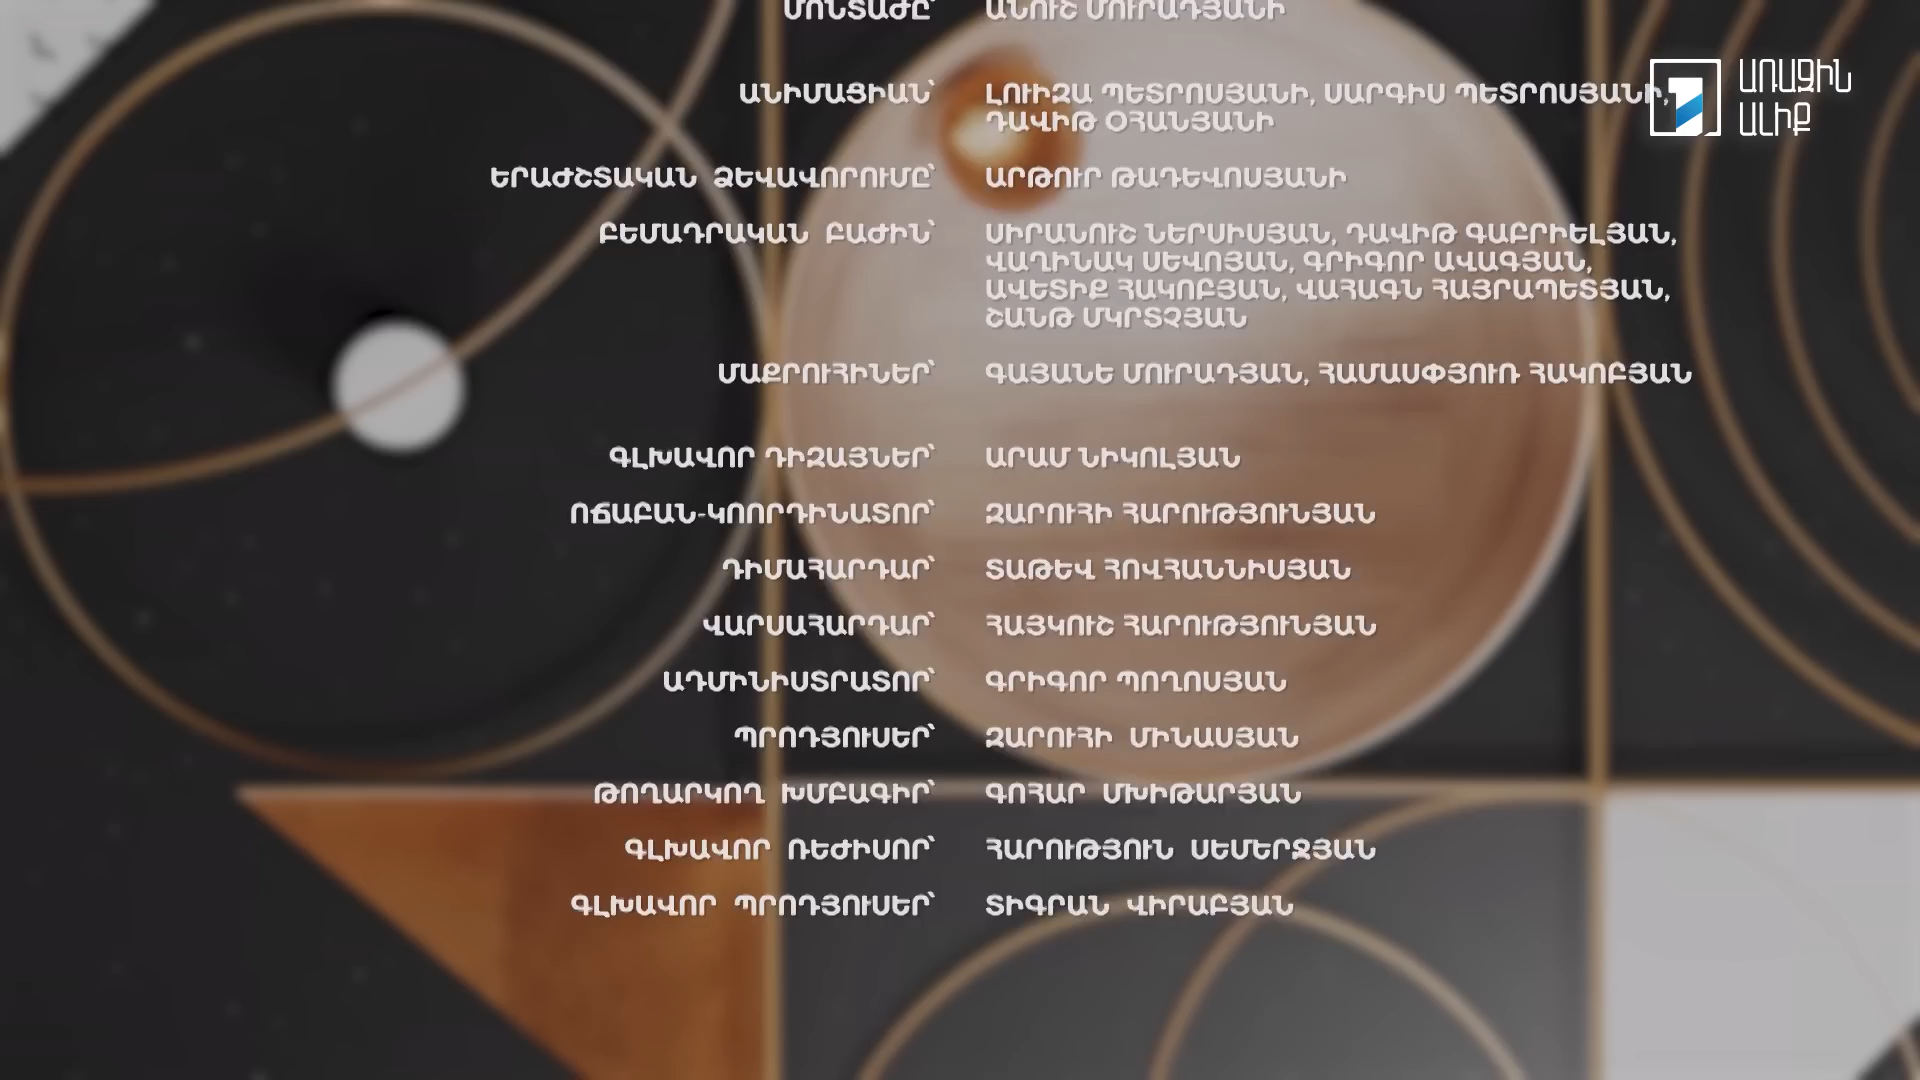 ՄՈՆՏԱԺԸ՝ ԱՆՈՒՇ ՄՈՒՐԱԴՅԱՆԻ
ԱՆԻՄԱՑԻԱՆ՝ ԼՈՒԻԶԱ ՊԵՏՐՈՍՅԱՆԻ, ՍԱՐԳԻՍ ՊԵՏՐՈՍՅԱՆԻ,
ԴԱՎԻԹ ՕՀԱՆՅԱՆԻ
ԱՌԱՋԻՆ
ԱԼԻՔ
ԵՐԱԺՇՏԱԿԱՆ ՁԵՎԱՎՈՐՈՒՄԸ՝ ԱՐԹՈՒՐ ԹԱԴԵՎՈՍՅԱՆԻ
ԲԵՄԱԴՐԱԿԱՆ ԲԱԺԻՆ՝ ՍԻՐԱՆՈՒՇ ՆԵՐՍԻՍՅԱՆ, ԴԱՎԻԹ ԳԱԲՐԻԵԼՅԱՆ,
ՎԱՂԻՆԱԿ ՍԵՎՈՅԱՆ, ԳՐԻԳՈՐ ԱՎԱԳՅԱՆ,
ԱՎԵՏԻՔ ՀԱԿՈԲՅԱՆ, ՎԱՀԱԳՆ ՀԱՅՐԱՊԵՏՅԱՆ,
ՇԱՆԹ ՄԿՐՏՉՅԱՆ
ՄԱՔՐՈՒՀԻՆԵՐ՝ ԳԱՅԱՆԵ ՄՈՒՐԱԴՅԱՆ, ՀԱՄԱՍՓՅՈՒՌ ՀԱԿՈԲՅԱՆ
ԳԼԽԱՎՈՐ ԴԻԶԱՅՆԵՐ՝ ԱՐԱՄ ՆԻԿՈԼՅԱՆ
ՈՃԱԲԱՆ-ԿՈՈՐԴԻՆԱՏՈՐ՝ ԶԱՐՈՒՀԻ ՀԱՐՈՒԹՅՈՒՆՅԱՆ
ԴԻՄԱՀԱՐԴԱՐ՝ ՏԱԹԵՎ ՀՈՎՀԱՆՆԻՍՅԱՆ
ՎԱՐՍԱՀԱՐԴԱՐ՝ ՀԱՅԿՈՒՇ ՀԱՐՈՒԹՅՈՒՆՅԱՆ
ԱԴՄԻՆԻՍՏՐԱՏՈՐ՝ ԳՐԻԳՈՐ ՊՈՂՈՍՅԱՆ
ՊՐՈԴՅՈՒՍԵՐ՝ ԶԱՐՈՒՀԻ ՄԻՆԱՍՅԱՆ
ԹՈՂԱՐԿՈՂ ԽՄԲԱԳԻՐ՝ ԳՈՀԱՐ ՄԽԻԹԱՐՅԱՆ
ԳԼԽԱՎՈՐ ՌԵԺԻՍՈՐ՝ ՀԱՐՈՒԹՅՈՒՆ ՍԵՄԵՐՋՅԱՆ
ԳԼԽԱՎՈՐ ՊՐՈԴՅՈՒՍԵՐ՝ ՏԻԳՐԱՆ ՎԻՐԱԲՅԱՆ